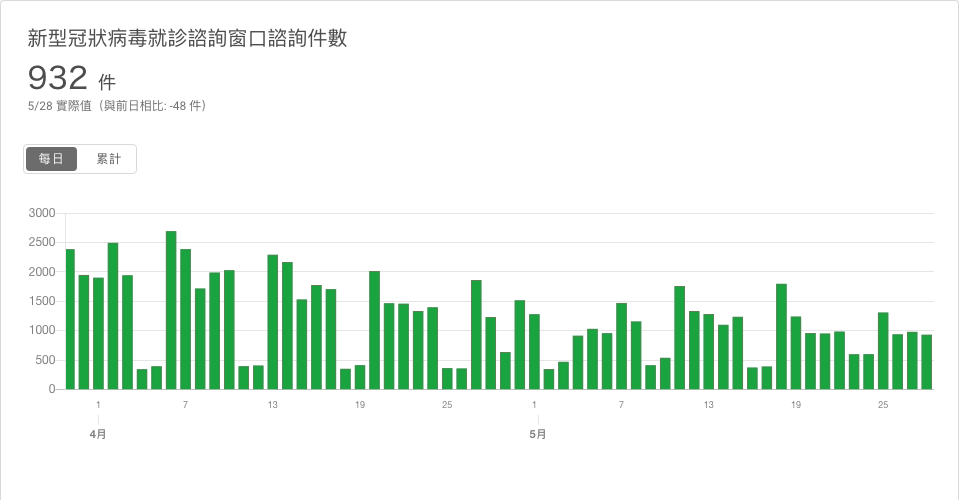 新型冠狀病毒就診諮詢窗口諮詢件數
932 件
5/28 實際值（與前日相比: -48 件）
每日 累計
3000
2500
2000
1500
1000
500
0
1 7 13 19 25 1 7 13 19 25
4月 5月